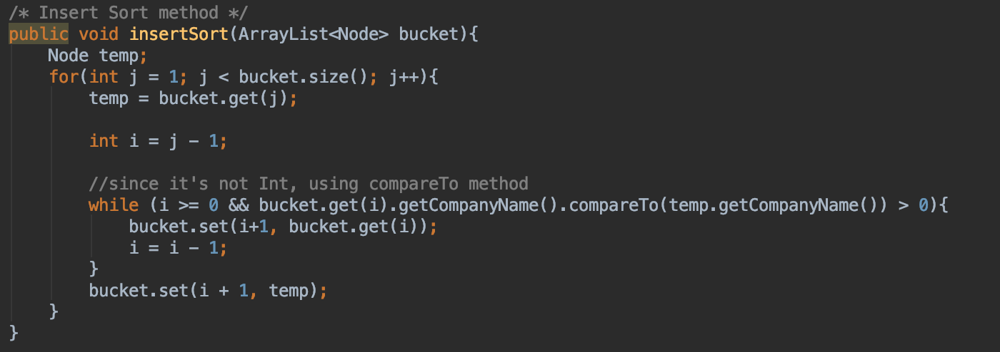 /* Insert Sort method */
public void insertSort(ArrayList<Node> bucket){
    Node temp;
    for(int j = 1; j < bucket.size(); j++){
        temp = bucket.get(j);

        int i = j - 1;

        //since it's not Int, using compareTo method
        while (i >= 0 && bucket.get(i).getCompanyName().compareTo(temp.getCompanyName()) > 0){
            bucket.set(i+1, bucket.get(i));
            i = i - 1;
        }
        bucket.set(i + 1, temp);
    }
}